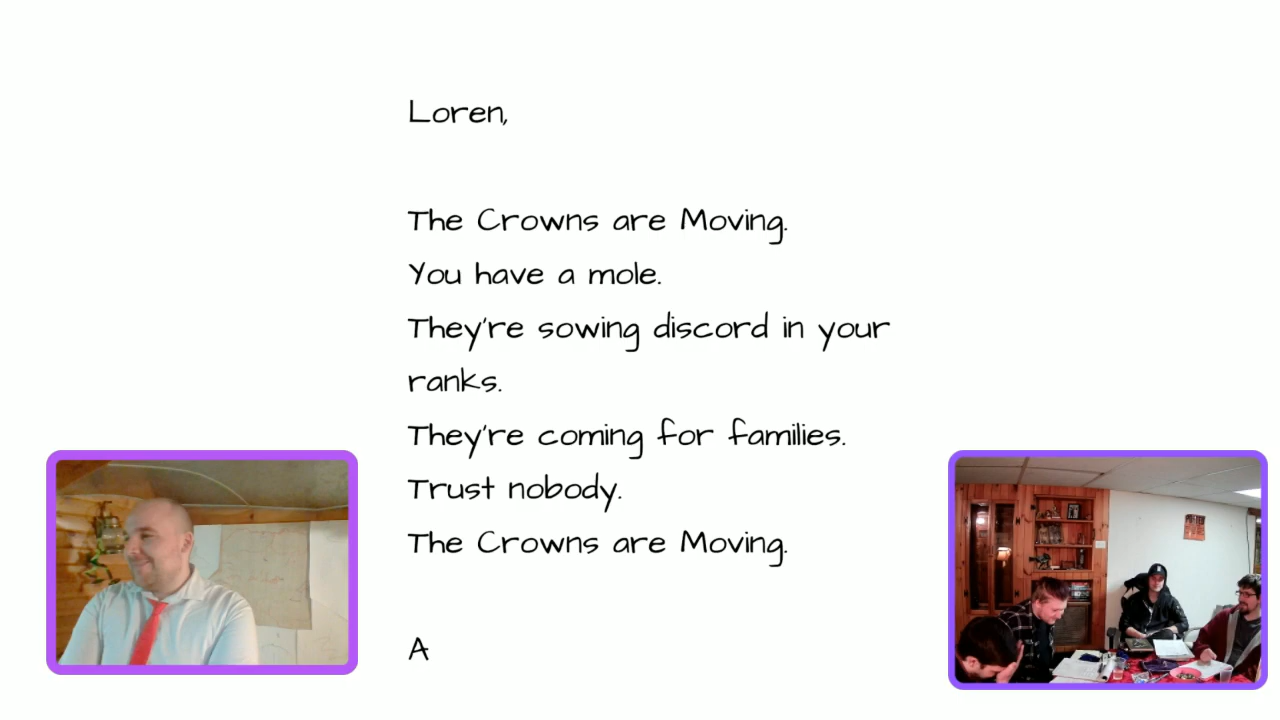 Loren,
The Crowns are Moving.
You have a mole.
They're sowing discord in your
ranks.
They're coming for families.
Trust nobody.
The Crowns are Moving.
A